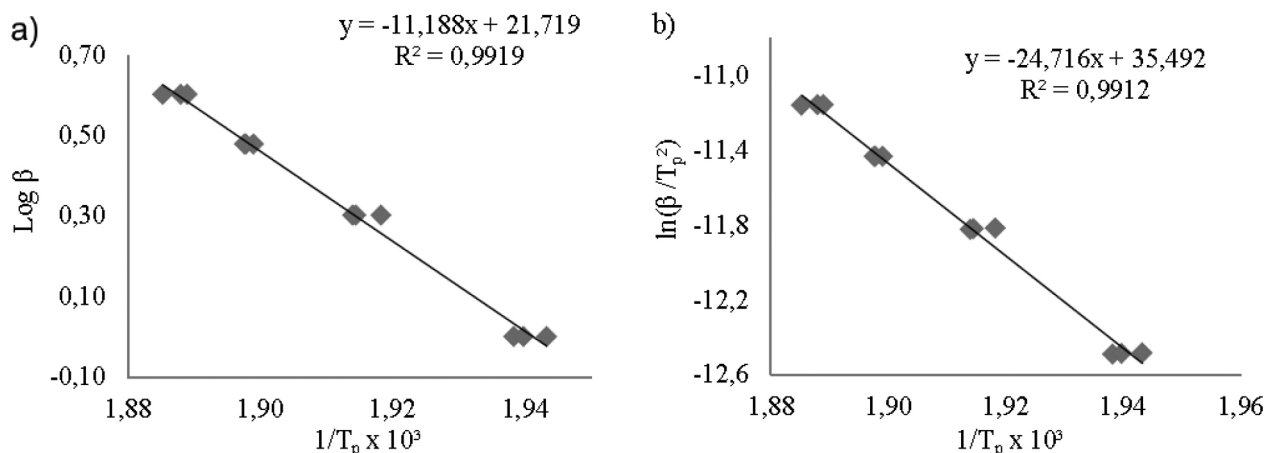 a)
y = -11,188x + 21,719
R² = 0,9919
0,70
0,50
0,30
0,10
-0,10
Log β
1,88
1,90
1,92
1,94
1/Tₚ x 10³
b)
y = -24,716x + 35,492
R² = 0,9912
-11,0
-11,4
-11,8
-12,2
-12,6
ln(β /Tₚ²)
1,88
1,90
1,92
1,94
1,96
1/Tₚ x 10³